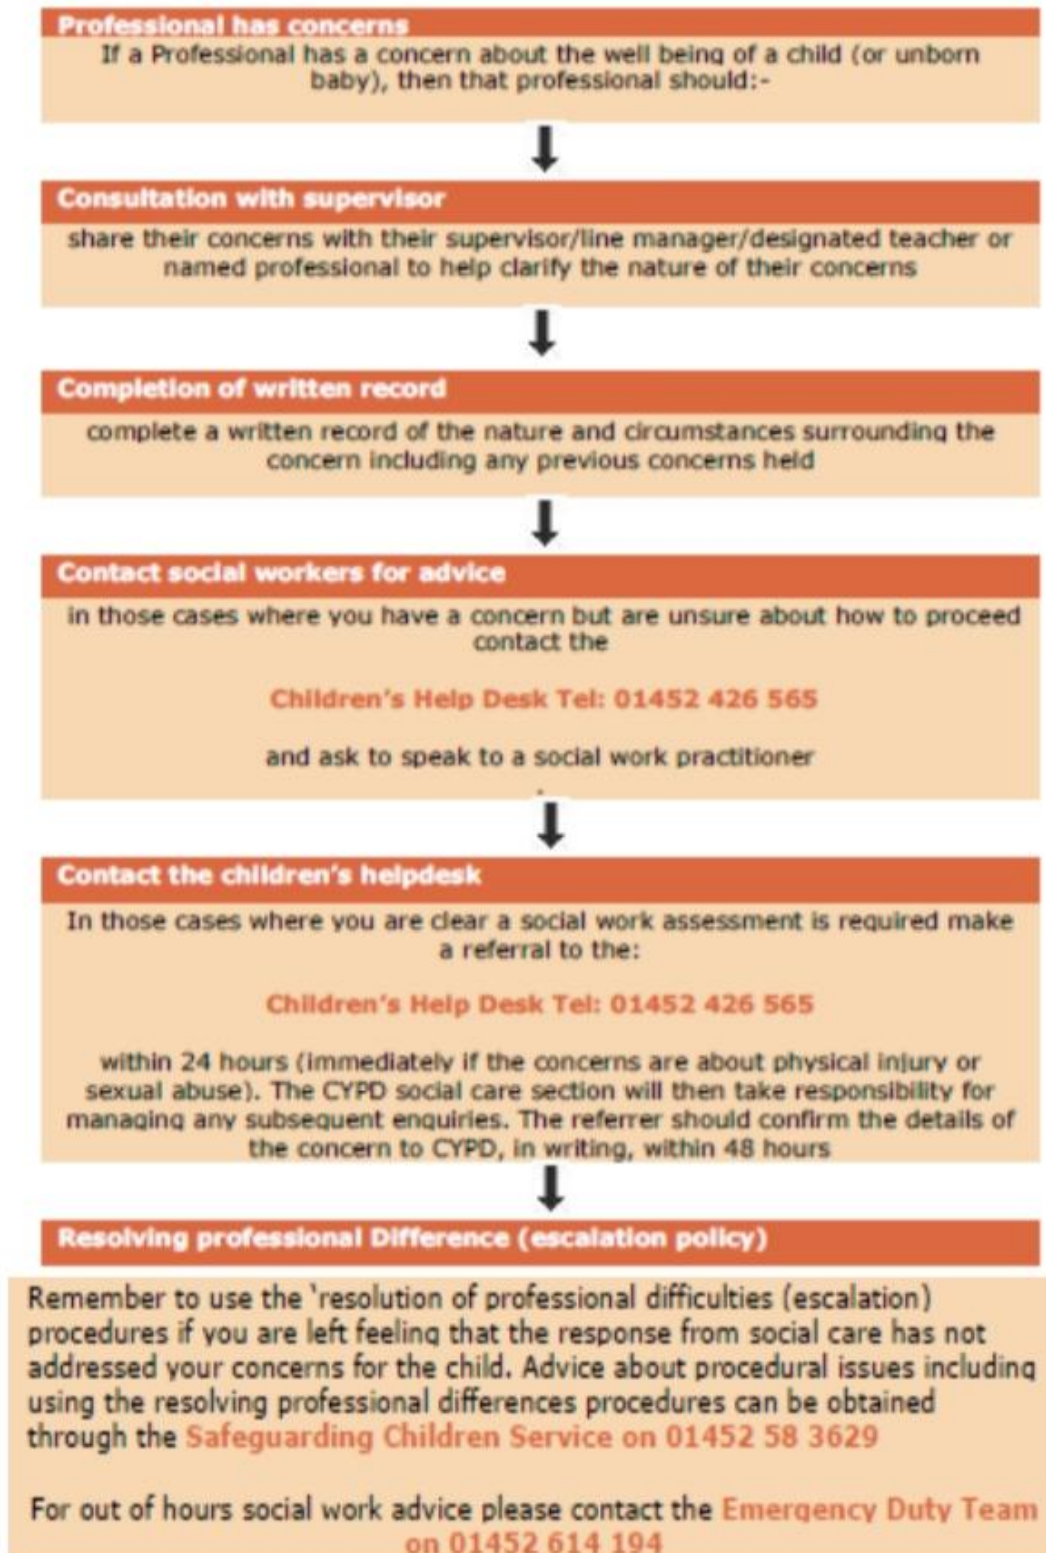 Professional has concerns
If a Professional has a concern about the well being of a child (or unborn
baby), then that professional should:-
Consultation with supervisor
share their concerns with their supervisor/line manager/designated teacher or
named professional to help clarify the nature of their concerns
Completion of written record
complete a written record of the nature and circumstances surrounding the
concern including any previous concerns held
Contact social workers for advice
in those cases where you have a concern but are unsure about how to proceed
contact the
Children's Help Desk Tel: 01452 426 565
and ask to speak to a social work practitioner
.
Contact the children's helpdesk
In those cases where you are clear a social work assessment is required make
a referral to the:
Children's Help Desk Tel: 01452 426 565
within 24 hours (immediately if the concerns are about physical injury or
sexual abuse). The CYPD social care section will then take responsibility for
managing any subsequent enquiries. The referrer should confirm the details of
the concern to CYPD, in writing, within 48 hours
Resolving professional Difference (escalation policy)
Remember to use the 'resolution of professional difficulties (escalation)
procedures if you are left feeling that the response from social care has not
addressed your concerns for the child. Advice about procedural issues including
using the resolving professional differences procedures can be obtained
through the Safeguarding Children Service on 01452 58 3629
For out of hours social work advice please contact the Emergency Duty Team
on 01452 614 194